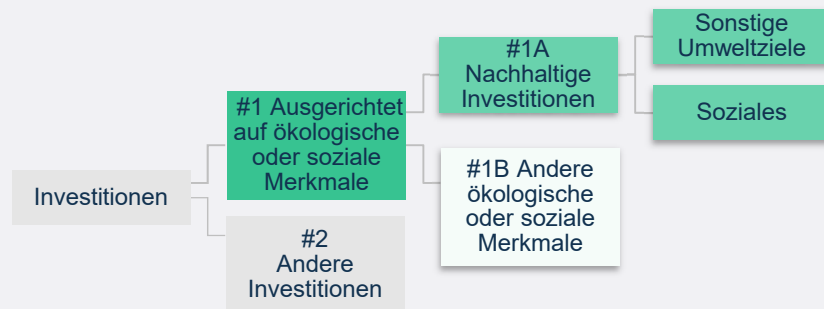 Investitionen
#1 Ausgerichtet
auf ökologische
oder soziale
Merkmale
#2
Andere
Investitionen
#1A
Nachhaltige
Investitionen
#1B Andere
ökologische
oder soziale
Merkmale
Sonstige
Umweltziele
Soziales